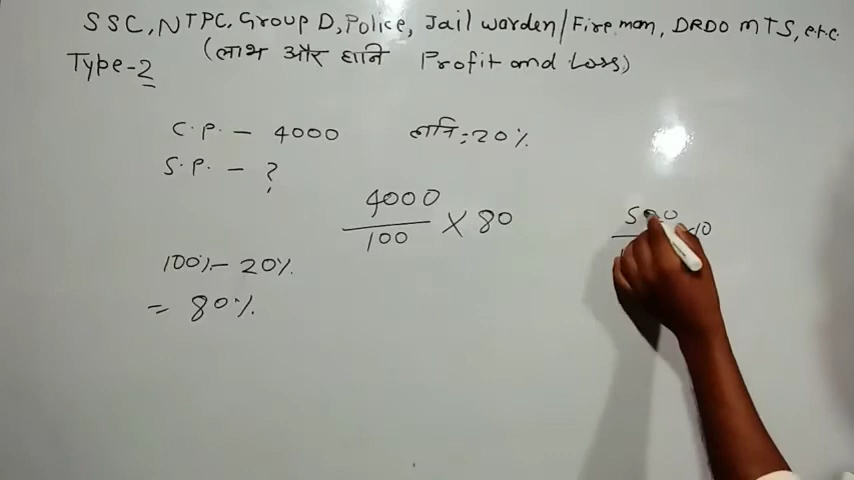 SSC, NTPC, Group D, Police, Jail warden/Fire man, DRDO MTS, e.t.c.
Type-2 (लाभ और हानि Profit and Loss)
C.P. - 4000 हानि = 20%
S.P. - ?
4000
100
× 80
100% - 20%
= 80%
10